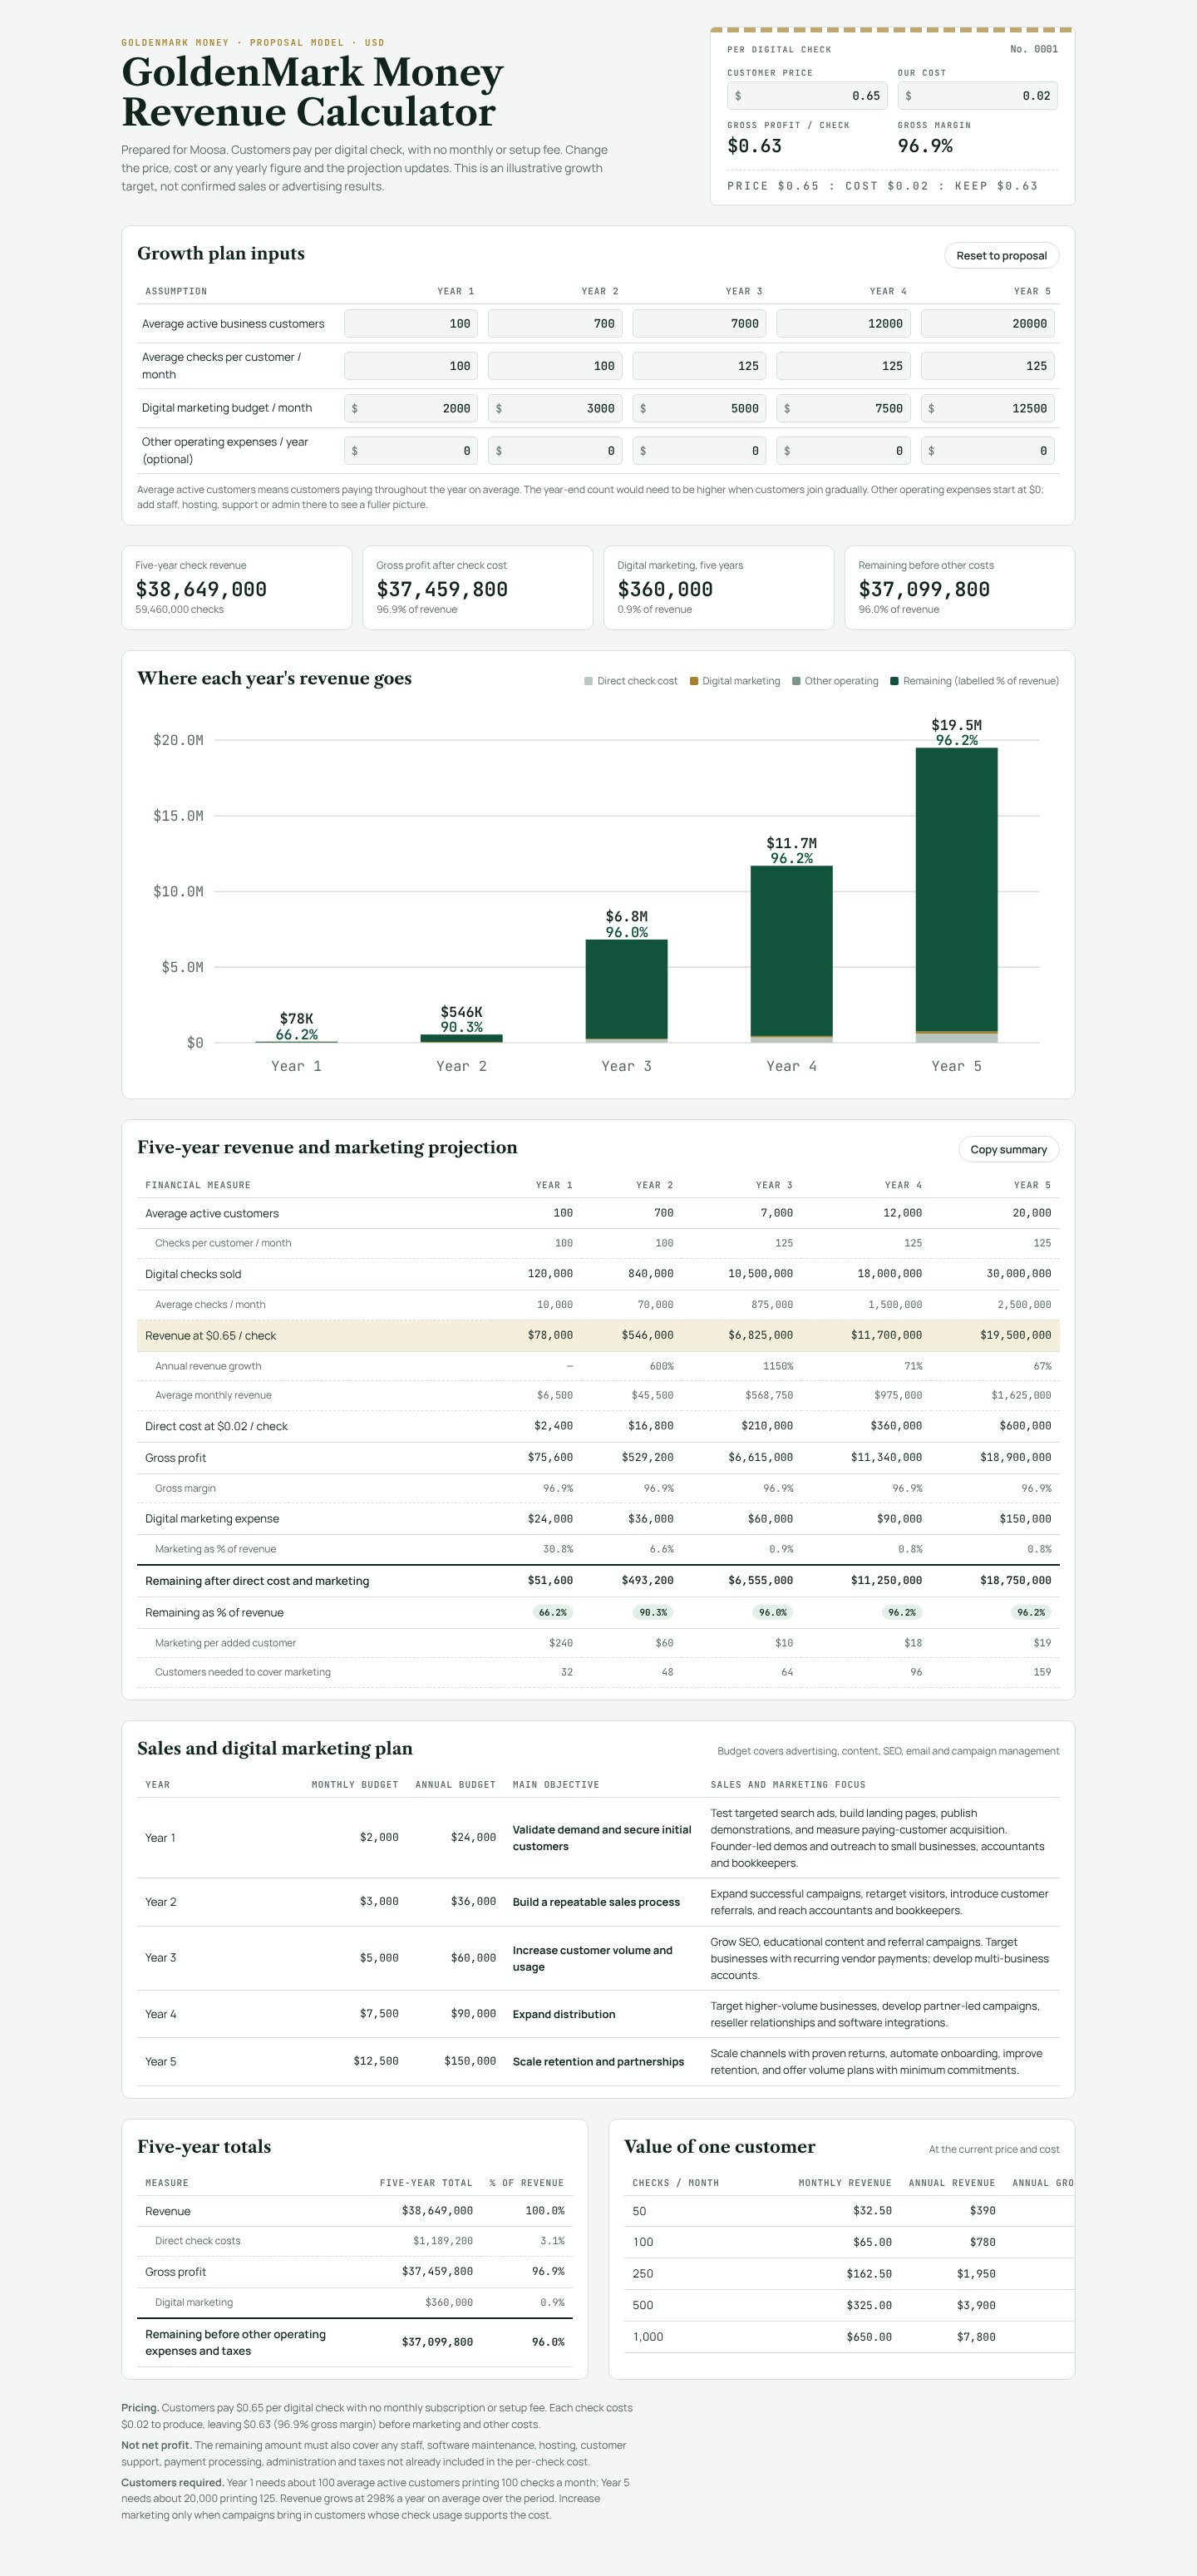 GOLDENMARK MONEY · PROPOSAL MODEL · USD
GoldenMark Money
Revenue Calculator
Prepared for Moosa. Customers pay per digital check, with no monthly or setup fee. Change
the price, cost or any yearly figure and the projection updates. This is an illustrative growth
target, not confirmed sales or advertising results.
PER DIGITAL CHECK No. 0001
CUSTOMER PRICE OUR COST
$ 0.65 $ 0.02
GROSS PROFIT / CHECK GROSS MARGIN
$0.63 96.9%
PRICE $0.65 : COST $0.02 : KEEP $0.63
Growth plan inputs Reset to proposal
ASSUMPTION YEAR 1 YEAR 2 YEAR 3 YEAR 4 YEAR 5
Average active business customers 100 700 7000 12000 20000
Average checks per customer /
month 100 100 125 125 125
Digital marketing budget / month $ 2000 $ 3000 $ 5000 $ 7500 $ 12500
Other operating expenses / year
(optional) $ 0 $ 0 $ 0 $ 0 $ 0
Average active customers means customers paying throughout the year on average. The year-end count would need to be higher when customers join gradually. Other operating expenses start at $0;
add staff, hosting, support or admin there to see a fuller picture.
Five-year check revenue
$38,649,000
59,460,000 checks
Gross profit after check cost
$37,459,800
96.9% of revenue
Digital marketing, five years
$360,000
0.9% of revenue
Remaining before other costs
$37,099,800
96.0% of revenue
Where each year's revenue goes
Direct check cost Digital marketing Other operating Remaining (labelled % of revenue)
$20.0M
$15.0M
$10.0M
$5.0M
$0
$78K
66.2%
$546K
90.3%
$6.8M
96.0%
$11.7M
96.2%
$19.5M
96.2%
Year 1 Year 2 Year 3 Year 4 Year 5
Five-year revenue and marketing projection Copy summary
FINANCIAL MEASURE YEAR 1 YEAR 2 YEAR 3 YEAR 4 YEAR 5
Average active customers 100 700 7,000 12,000 20,000
Checks per customer / month 100 100 125 125 125
Digital checks sold 120,000 840,000 10,500,000 18,000,000 30,000,000
Average checks / month 10,000 70,000 875,000 1,500,000 2,500,000
Revenue at $0.65 / check $78,000 $546,000 $6,825,000 $11,700,000 $19,500,000
Annual revenue growth — 600% 1150% 71% 67%
Average monthly revenue $6,500 $45,500 $568,750 $975,000 $1,625,000
Direct cost at $0.02 / check $2,400 $16,800 $210,000 $360,000 $600,000
Gross profit $75,600 $529,200 $6,615,000 $11,340,000 $18,900,000
Gross margin 96.9% 96.9% 96.9% 96.9% 96.9%
Digital marketing expense $24,000 $36,000 $60,000 $90,000 $150,000
Marketing as % of revenue 30.8% 6.6% 0.9% 0.8% 0.8%
Remaining after direct cost and marketing $51,600 $493,200 $6,555,000 $11,250,000 $18,750,000
Remaining as % of revenue 66.2% 90.3% 96.0% 96.2% 96.2%
Marketing per added customer $240 $60 $10 $18 $19
Customers needed to cover marketing 32 48 64 96 159
Sales and digital marketing plan Budget covers advertising, content, SEO, email and campaign management
YEAR MONTHLY BUDGET ANNUAL BUDGET MAIN OBJECTIVE SALES AND MARKETING FOCUS
Year 1 $2,000 $24,000 Validate demand and secure initial
customers
Test targeted search ads, build landing pages, publish
demonstrations, and measure paying-customer acquisition.
Founder-led demos and outreach to small businesses, accountants
and bookkeepers.
Year 2 $3,000 $36,000 Build a repeatable sales process
Expand successful campaigns, retarget visitors, introduce customer
referrals, and reach accountants and bookkeepers.
Year 3 $5,000 $60,000 Increase customer volume and
usage
Grow SEO, educational content and referral campaigns. Target
businesses with recurring vendor payments; develop multi-business
accounts.
Year 4 $7,500 $90,000 Expand distribution
Target higher-volume businesses, develop partner-led campaigns,
reseller relationships and software integrations.
Year 5 $12,500 $150,000 Scale retention and partnerships
Scale channels with proven returns, automate onboarding, improve
retention, and offer volume plans with minimum commitments.
Five-year totals
MEASURE FIVE-YEAR TOTAL % OF REVENUE
Revenue $38,649,000 100.0%
Direct check costs $1,189,200 3.1%
Gross profit $37,459,800 96.9%
Digital marketing $360,000 0.9%
Remaining before other operating
expenses and taxes $37,099,800 96.0%
Value of one customer At the current price and cost
CHECKS / MONTH MONTHLY REVENUE ANNUAL REVENUE ANNUAL GRO
50 $32.50 $390
100 $65.00 $780
250 $162.50 $1,950
500 $325.00 $3,900
1,000 $650.00 $7,800
Pricing. Customers pay $0.65 per digital check with no monthly subscription or setup fee. Each check costs
$0.02 to produce, leaving $0.63 (96.9% gross margin) before marketing and other costs.
Not net profit. The remaining amount must also cover any staff, software maintenance, hosting, customer
support, payment processing, administration and taxes not already included in the per-check cost.
Customers required. Year 1 needs about 100 average active customers printing 100 checks a month; Year 5
needs about 20,000 printing 125. Revenue grows at 298% a year on average over the period. Increase
marketing only when campaigns bring in customers whose check usage supports the cost.